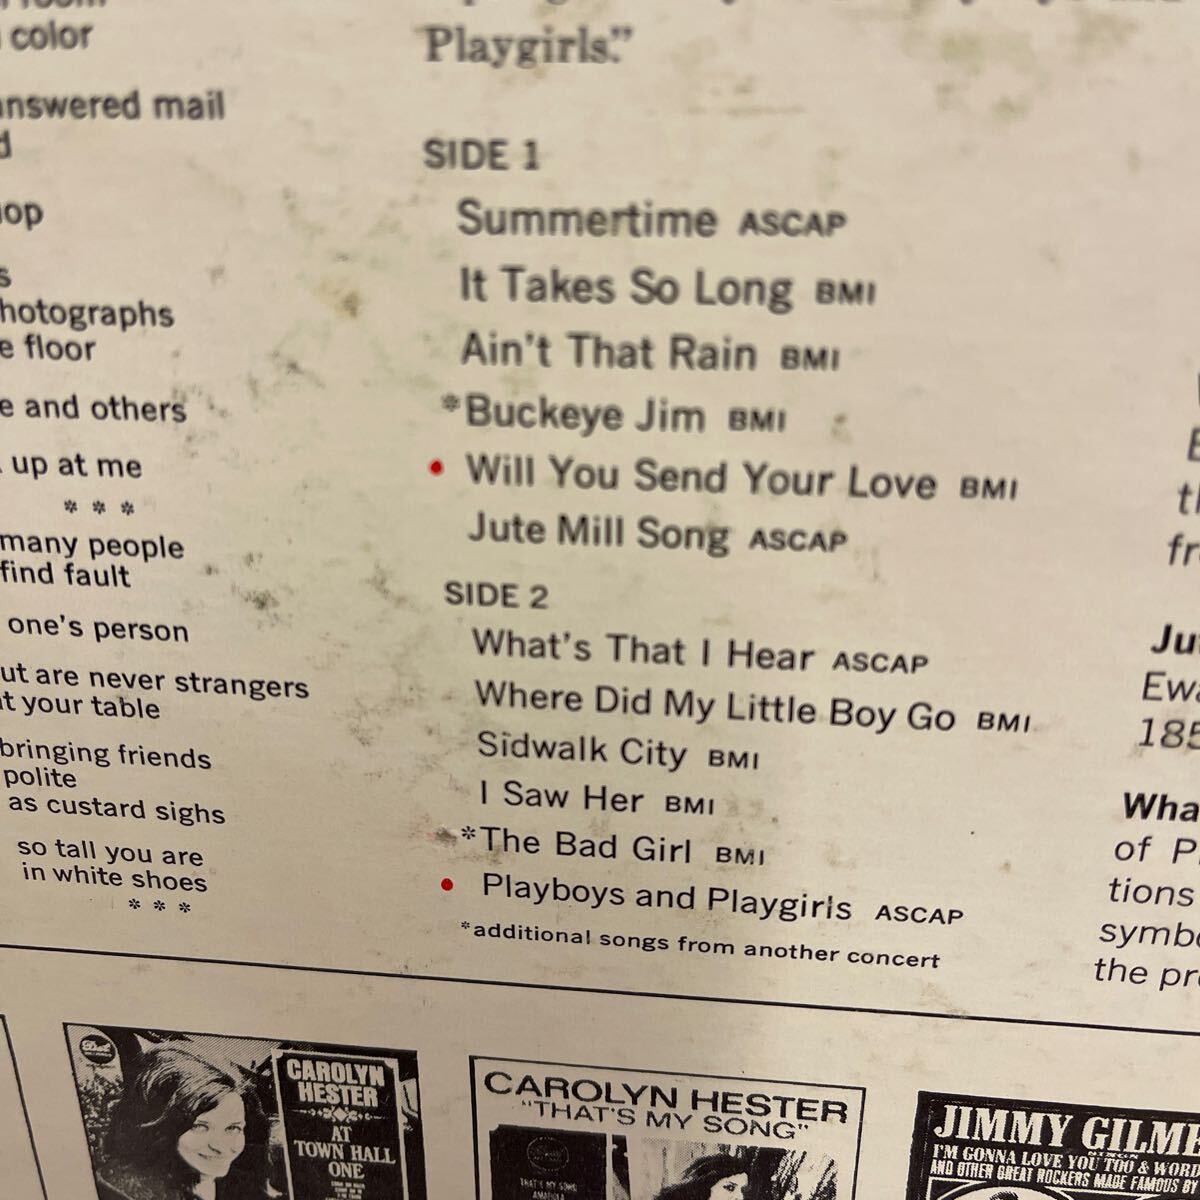 color
answered mail
hotographs
e floor
e and others
up at me
* * *
many people
find fault
one's person
ut are never strangers
t your table
bringing friends
polite
as custard sighs
so tall you are
in white shoes
* * *
Playgirls."
SIDE 1
Summertime ASCAP
It Takes So Long BMI
Ain't That Rain BMI
*Buckeye Jim BMI
• Will You Send Your Love BMI
Jute Mill Song ASCAP
SIDE 2
What's That I Hear ASCAP
Where Did My Little Boy Go BMI
Sidwalk City BMI
I Saw Her BMI
*The Bad Girl BMI
• Playboys and Playgirls ASCAP
*additional songs from another concert
Ju
Ewa
185
Wha
of P
tions
symbo
the pr
CAROLYN
HESTER
AT
TOWN HALL
ONE
CAROLYN HESTER
"THAT'S MY SONG"
JIMMY GILME
I'M GONNA LOVE YOU TOO & WORD
AND OTHER GREAT ROCKERS MADE FAMOUS BY